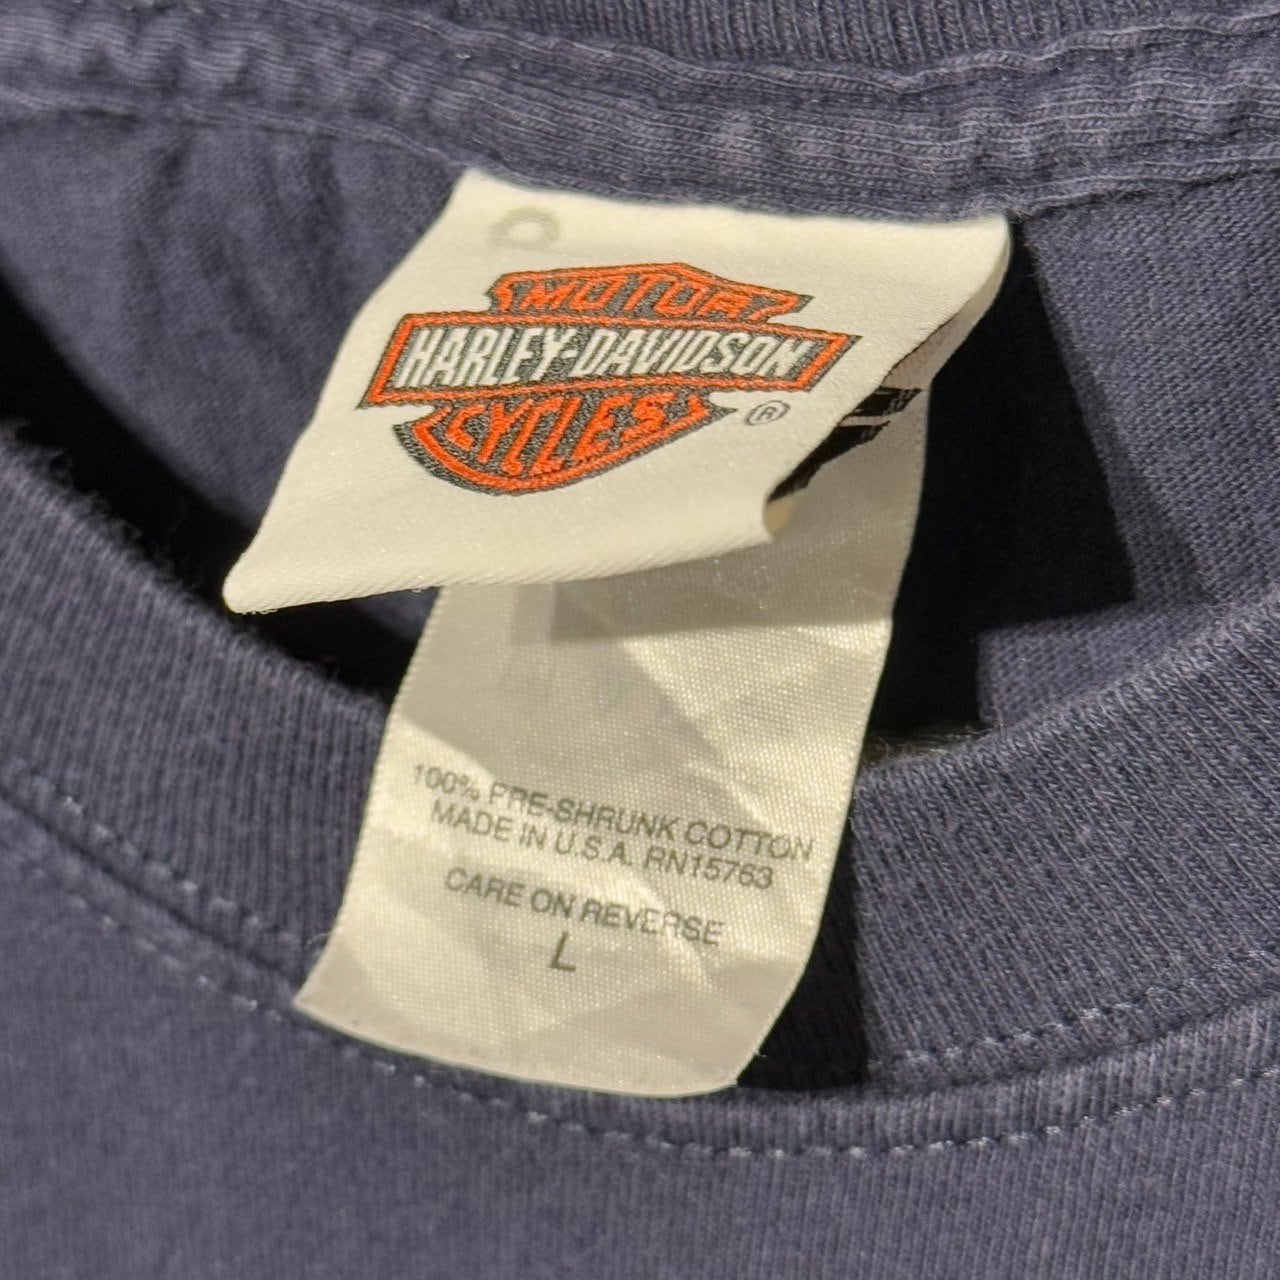 MOTOR
HARLEY-DAVIDSON
CYCLES
®
100% PRE-SHRUNK COTTON
MADE IN U.S.A. RN15763
CARE ON REVERSE
L